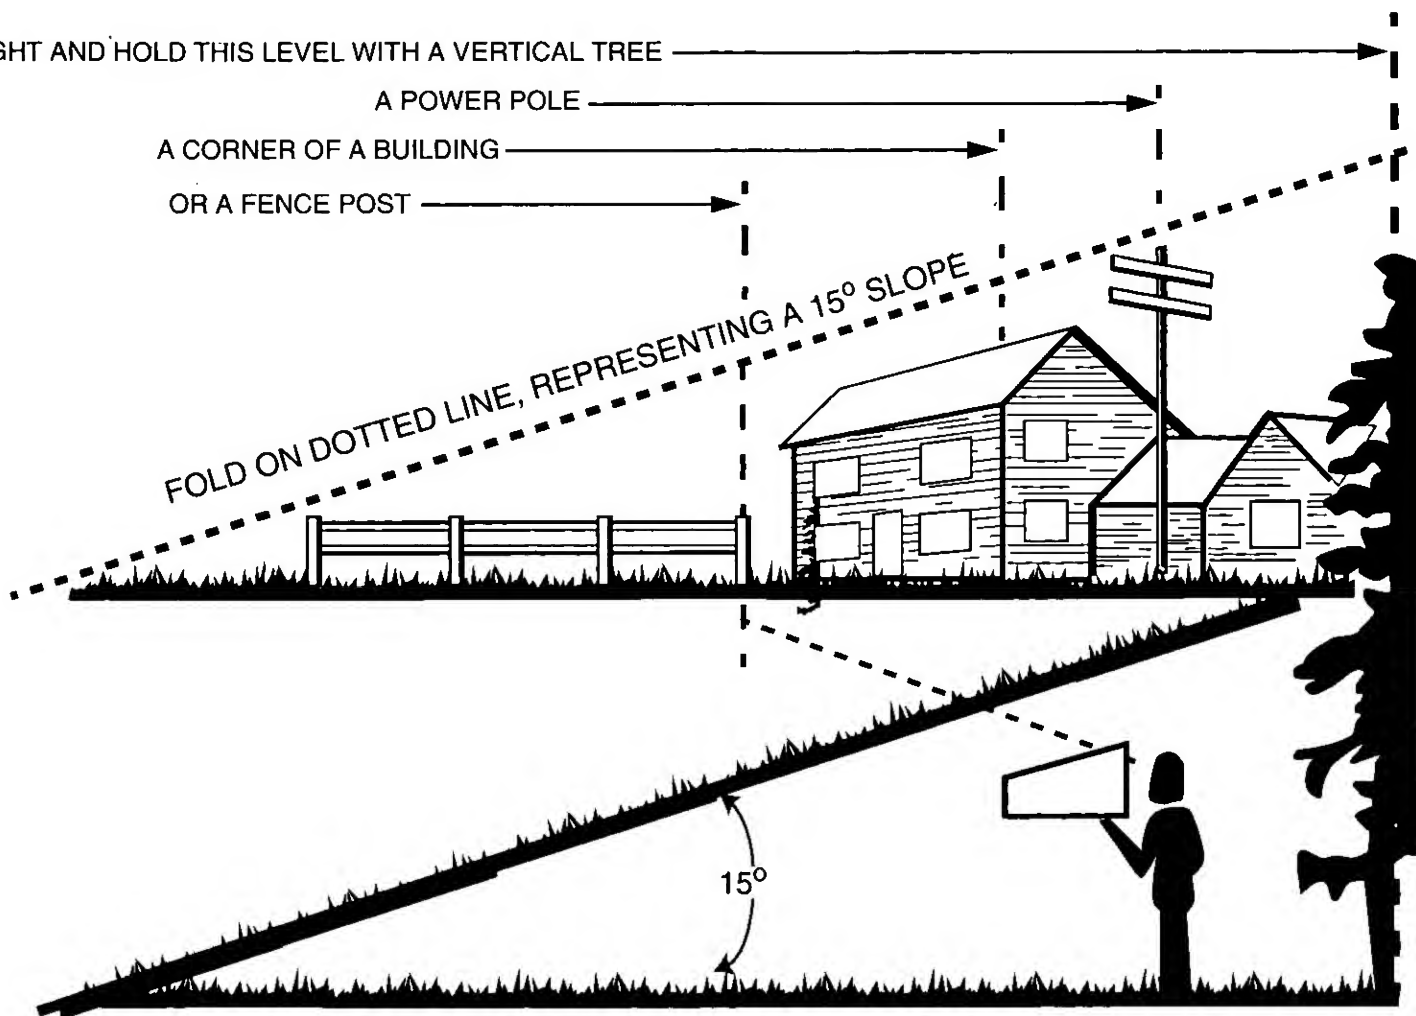 AND HOLD THIS LEVEL WITH A VERTICAL TREE
A POWER POLE
A CORNER OF A BUILDING
OR A FENCE POST
FOLD ON DOTTED LINE, REPRESENTING A 15° SLOPE
15°